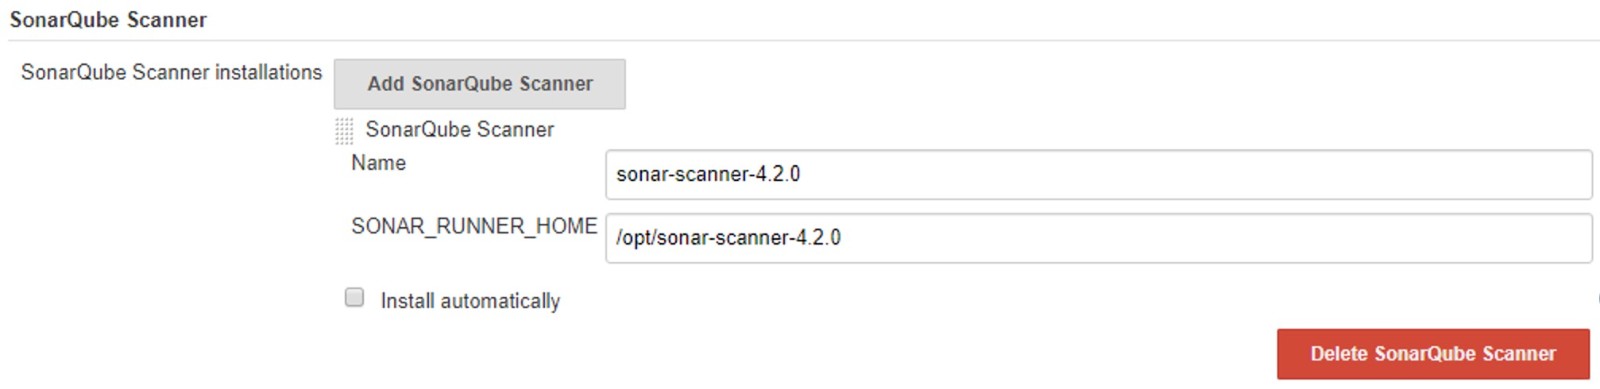 SonarQube Scanner
SonarQube Scanner installations
Add SonarQube Scanner
SonarQube Scanner
Name
sonar-scanner-4.2.0
SONAR_RUNNER_HOME
/opt/sonar-scanner-4.2.0
Install automatically
Delete SonarQube Scanner